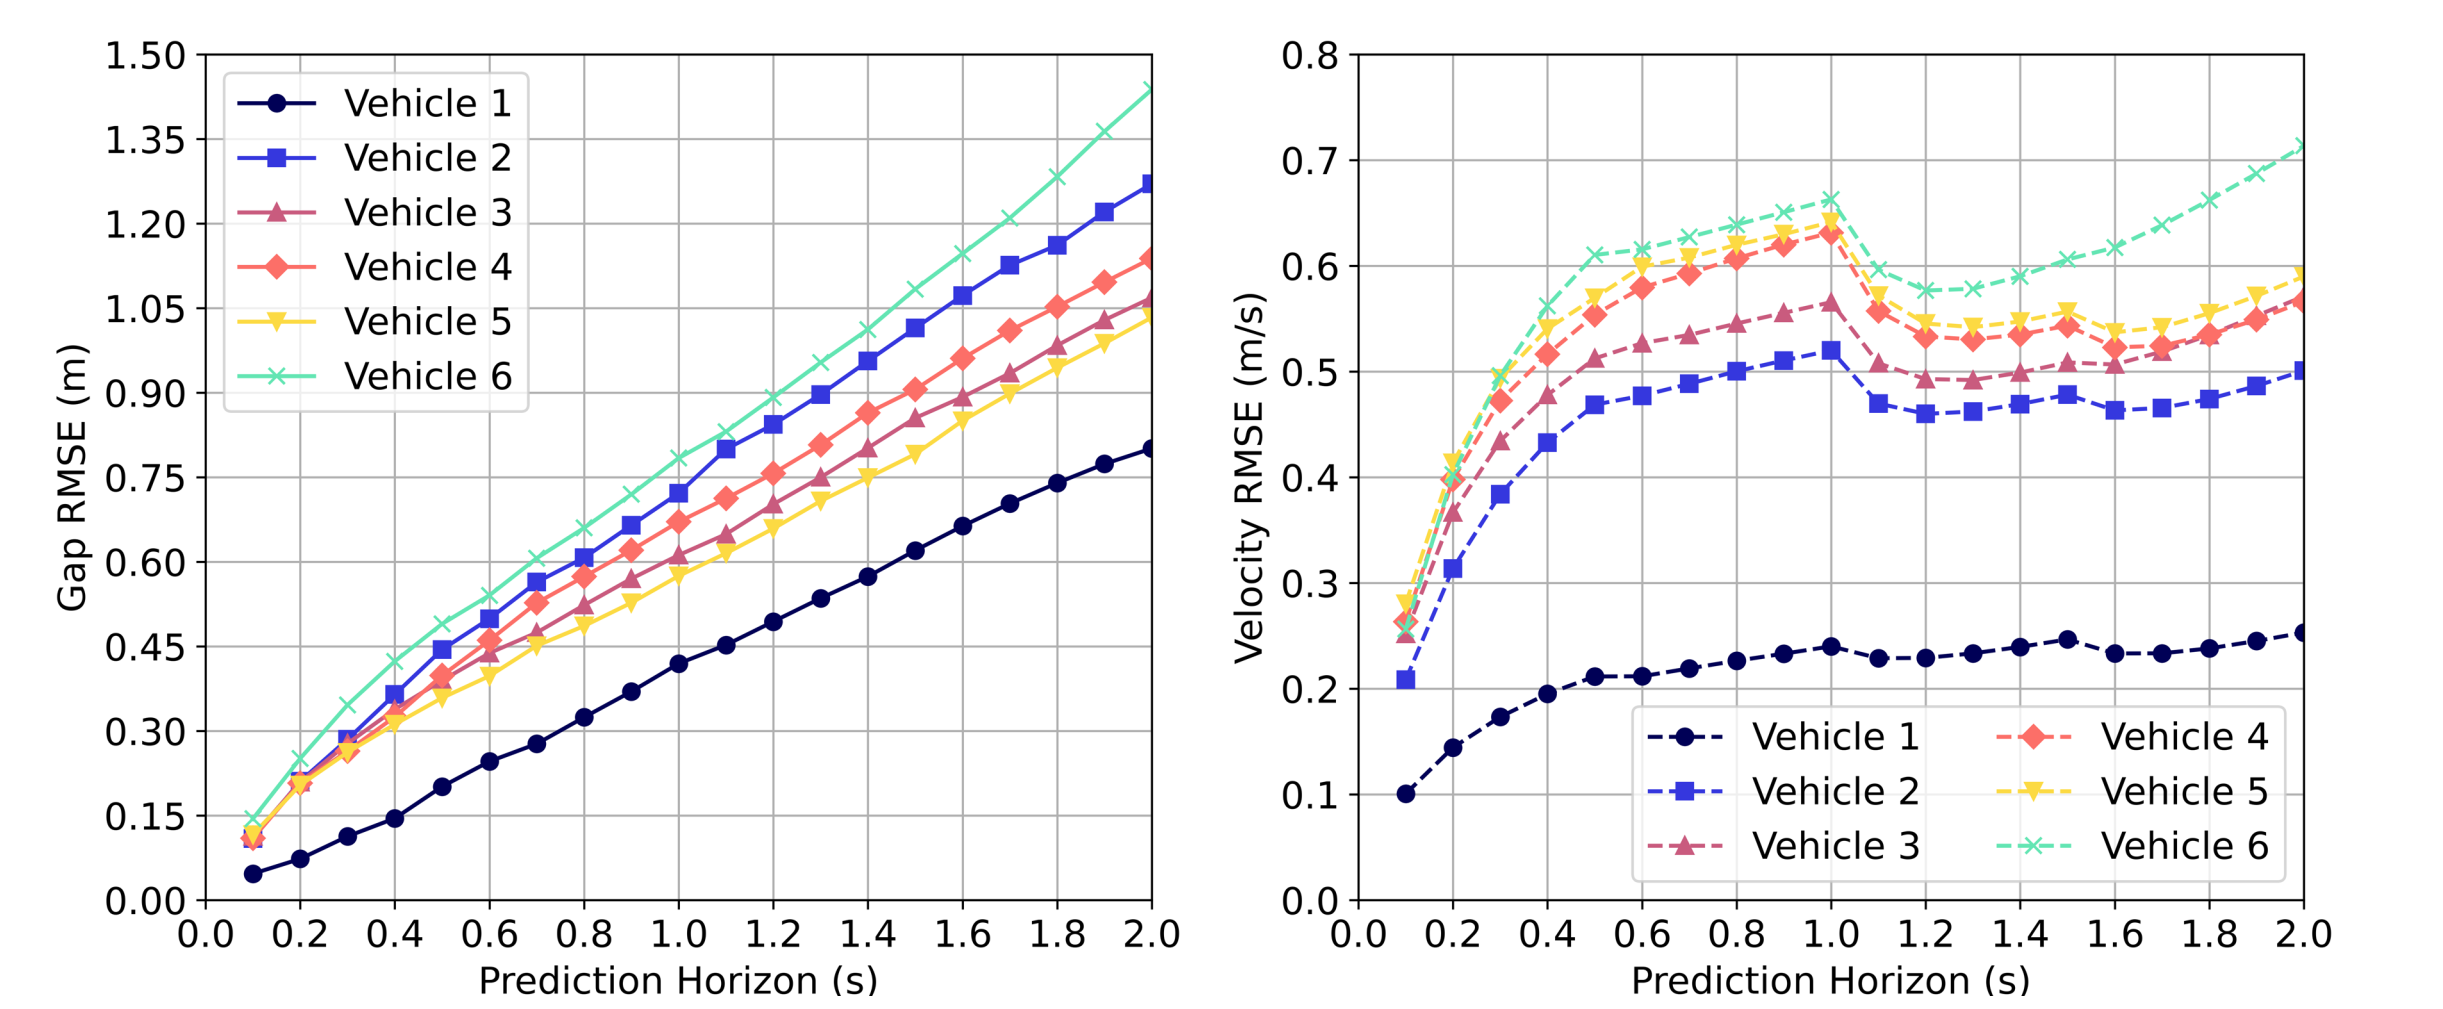 1.50
1.35
1.20
1.05
0.90
0.75
0.60
0.45
0.30
0.15
0.00
Gap RMSE (m)
Vehicle 1
Vehicle 2
Vehicle 3
Vehicle 4
Vehicle 5
Vehicle 6
0.0 0.2 0.4 0.6 0.8 1.0 1.2 1.4 1.6 1.8 2.0
Prediction Horizon (s)
0.8
0.7
0.6
0.5
0.4
0.3
0.2
0.1
0.0
Velocity RMSE (m/s)
Vehicle 1 Vehicle 4
Vehicle 2 Vehicle 5
Vehicle 3 Vehicle 6
0.0 0.2 0.4 0.6 0.8 1.0 1.2 1.4 1.6 1.8 2.0
Prediction Horizon (s)